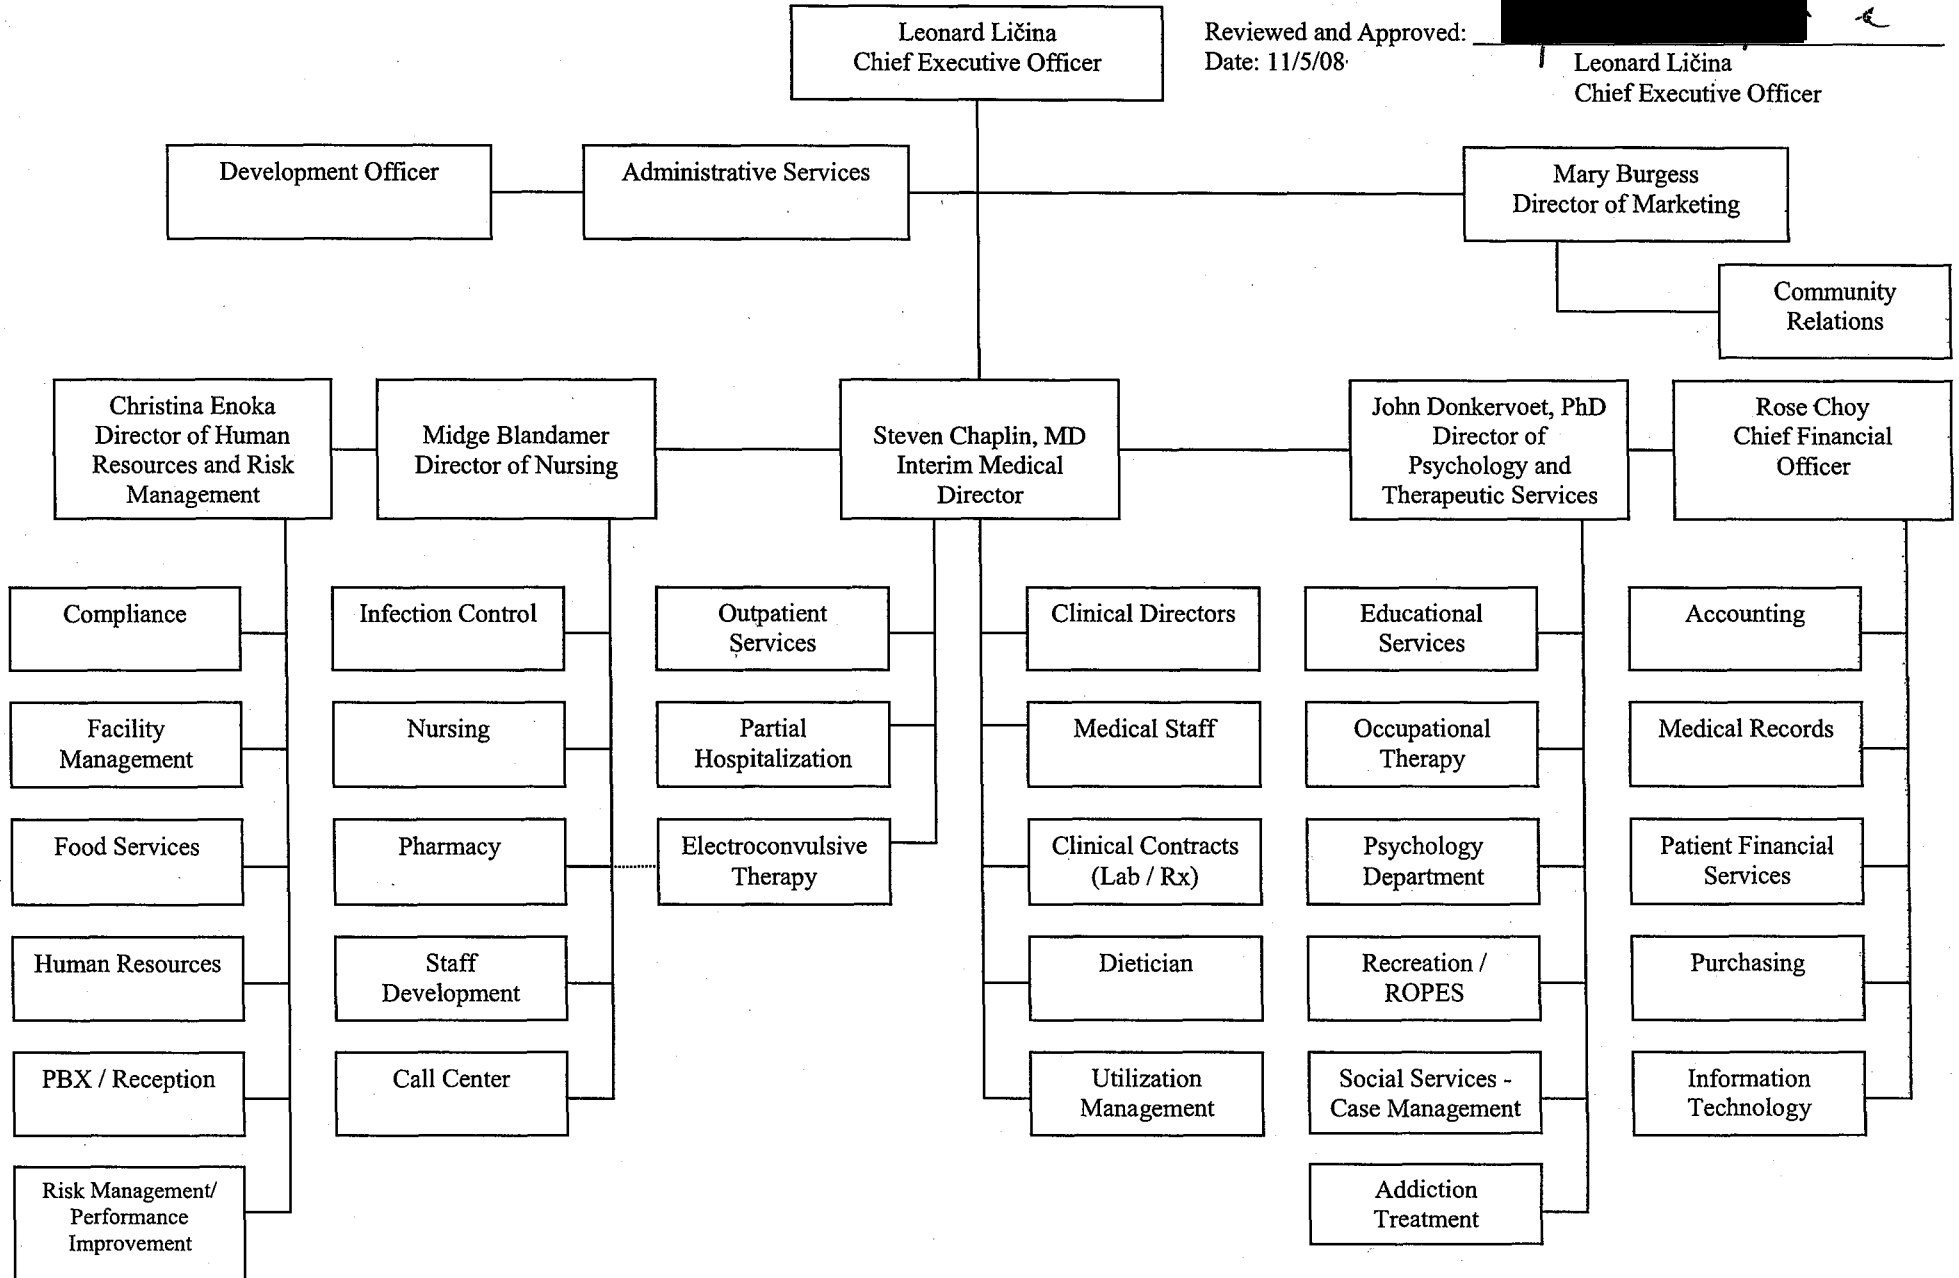 Leonard Ličina
Chief Executive Officer
Reviewed and Approved:
Date: 11/5/08
Leonard Ličina
Chief Executive Officer
Development Officer
Administrative Services
Mary Burgess
Director of Marketing
Community
Relations
Christina Enoka
Director of Human
Resources and Risk
Management
Midge Blandamer
Director of Nursing
Steven Chaplin, MD
Interim Medical
Director
John Donkervoet, PhD
Director of
Psychology and
Therapeutic Services
Rose Choy
Chief Financial
Officer
Compliance
Facility
Management
Food Services
Human Resources
PBX / Reception
Risk Management/
Performance
Improvement
Infection Control
Nursing
Pharmacy
Staff
Development
Call Center
Outpatient
Services
Partial
Hospitalization
Electroconvulsive
Therapy
Clinical Directors
Medical Staff
Clinical Contracts
(Lab / Rx)
Dietician
Utilization
Management
Educational
Services
Occupational
Therapy
Psychology
Department
Recreation /
ROPES
Social Services -
Case Management
Addiction
Treatment
Accounting
Medical Records
Patient Financial
Services
Purchasing
Information
Technology